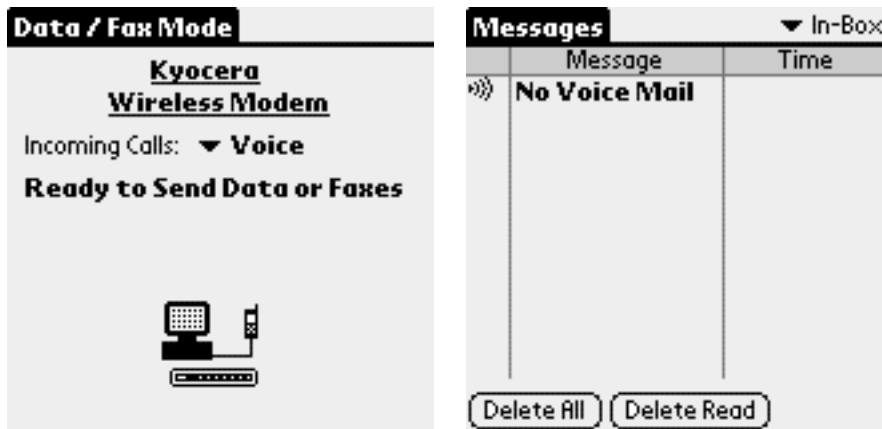 Data / Fax Mode
Kyocera
Wireless Modem
Incoming Calls: Voice
Ready to Send Data or Faxes
Messages In-Box
Message Time
No Voice Mail
Delete All Delete Read